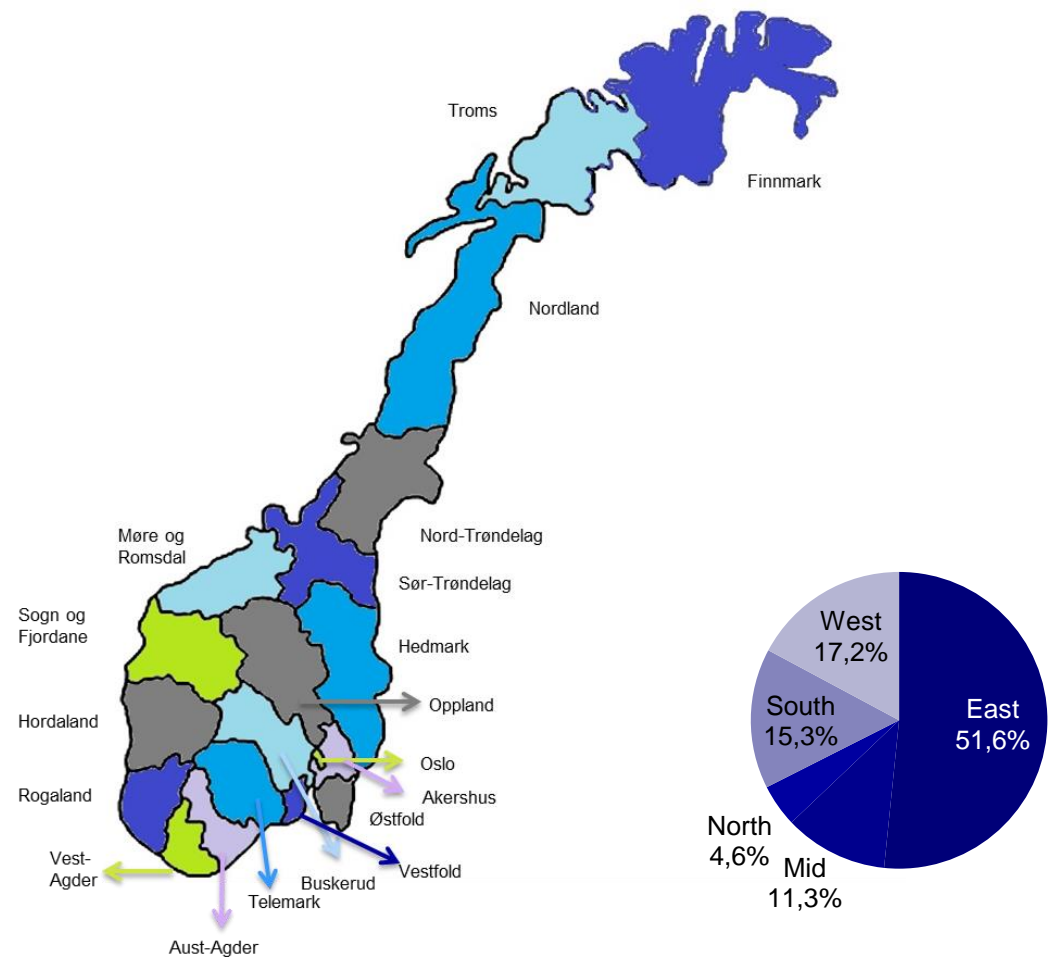 Troms
Finnmark
Nordland
Møre og
Romsdal
Nord-Trøndelag
Sør-Trøndelag
Sogn og
Fjordane
Hedmark
Hordaland
Oppland
Oslo
Rogaland
Akershus
Østfold
Vest-
Agder
Vestfold
Buskerud
Telemark
Aust-Agder
West
17,2%
East
51,6%
South
15,3%
North
4,6%
Mid
11,3%